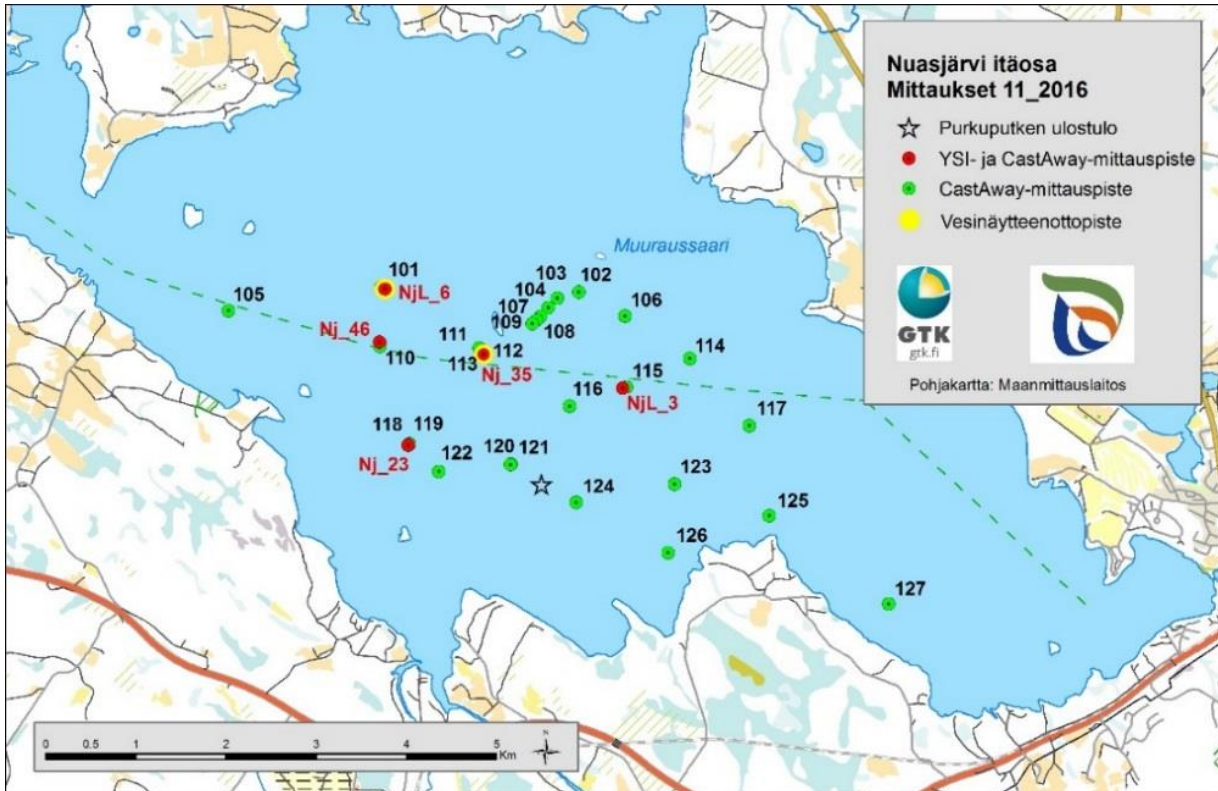 Nuasjärvi itäosa
Mittaukset 11_2016
Purkuputken ulostulo
YSI- ja CastAway-mittauspiste
CastAway-mittauspiste
Vesinäytteenottopiste
GTK
gtk.fi
Pohjakartta: Maanmittauslaitos
Muuraussaari
101
NjL_6
103
102
104
105
107
106
109
108
Nj_46
111
112
110
113
Nj_35
114
115
116
NjL_3
117
118
119
Nj_23
120
121
122
123
124
125
126
127
0
0.5
1
2
3
4
5
Km
N